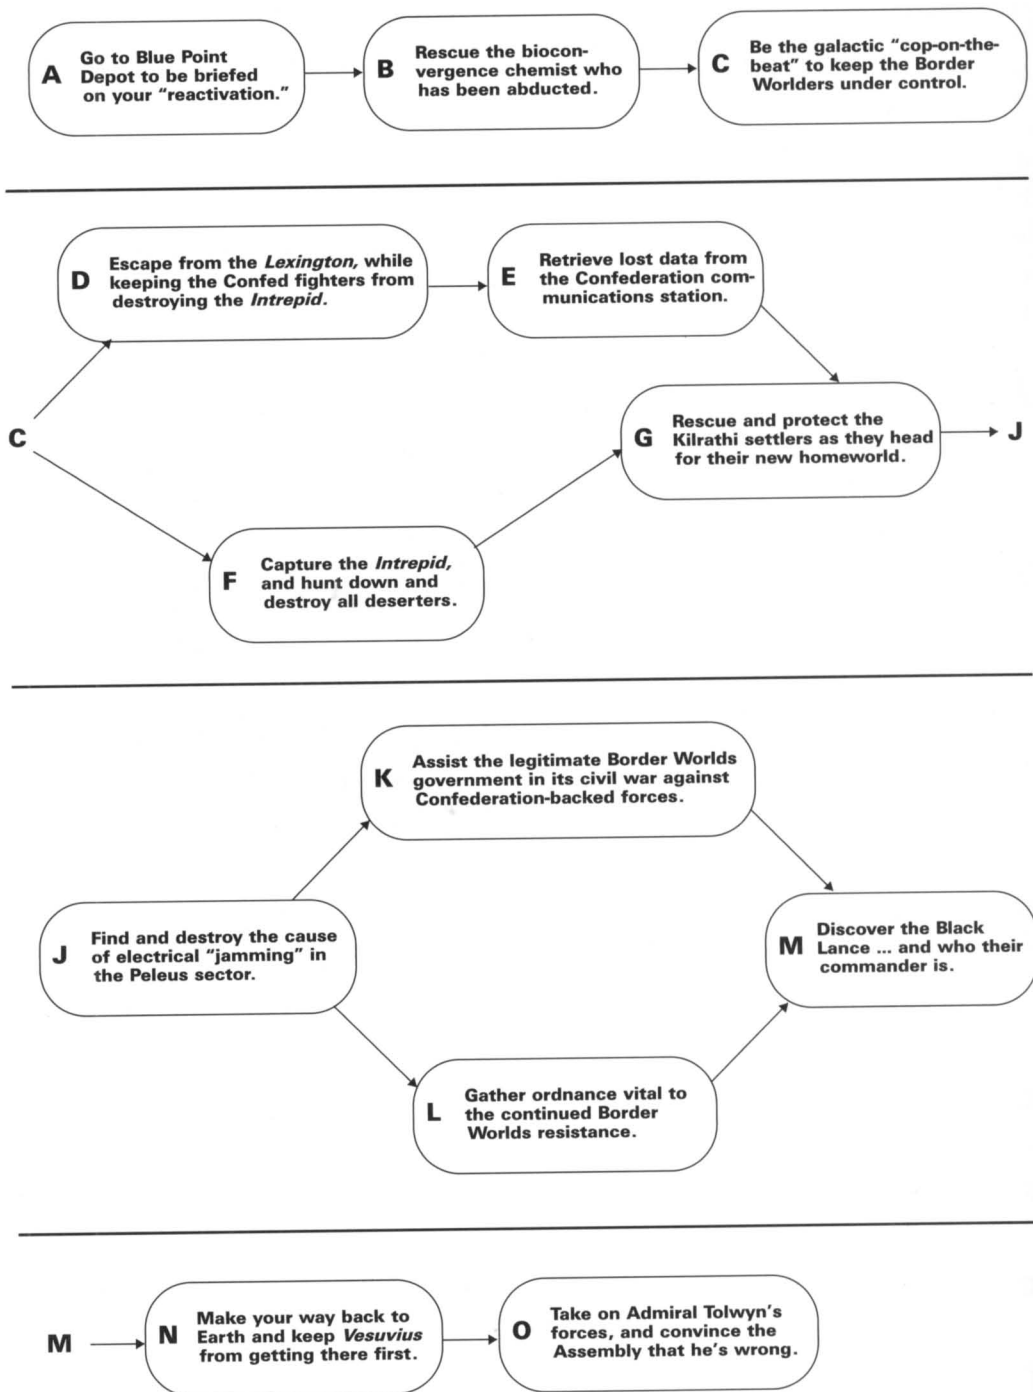 A Go to Blue Point
Depot to be briefed
on your “reactivation.”
B Rescue the biocon-
vergence chemist who
has been abducted.
C Be the galactic “cop-on-the-
beat” to keep the Border
Worlders under control.
D Escape from the Lexington, while
keeping the Confed fighters from
destroying the Intrepid.
E Retrieve lost data from
the Confederation com-
munications station.
C
G Rescue and protect the
Kilrathi settlers as they head
for their new homeworld.
J
F Capture the Intrepid,
and hunt down and
destroy all deserters.
K Assist the legitimate Border Worlds
government in its civil war against
Confederation-backed forces.
J Find and destroy the cause
of electrical “jamming” in
the Peleus sector.
M Discover the Black
Lance ... and who their
commander is.
L Gather ordnance vital to
the continued Border
Worlds resistance.
M
N Make your way back to
Earth and keep Vesuvius
from getting there first.
O Take on Admiral Tolwyn’s
forces, and convince the
Assembly that he’s wrong.